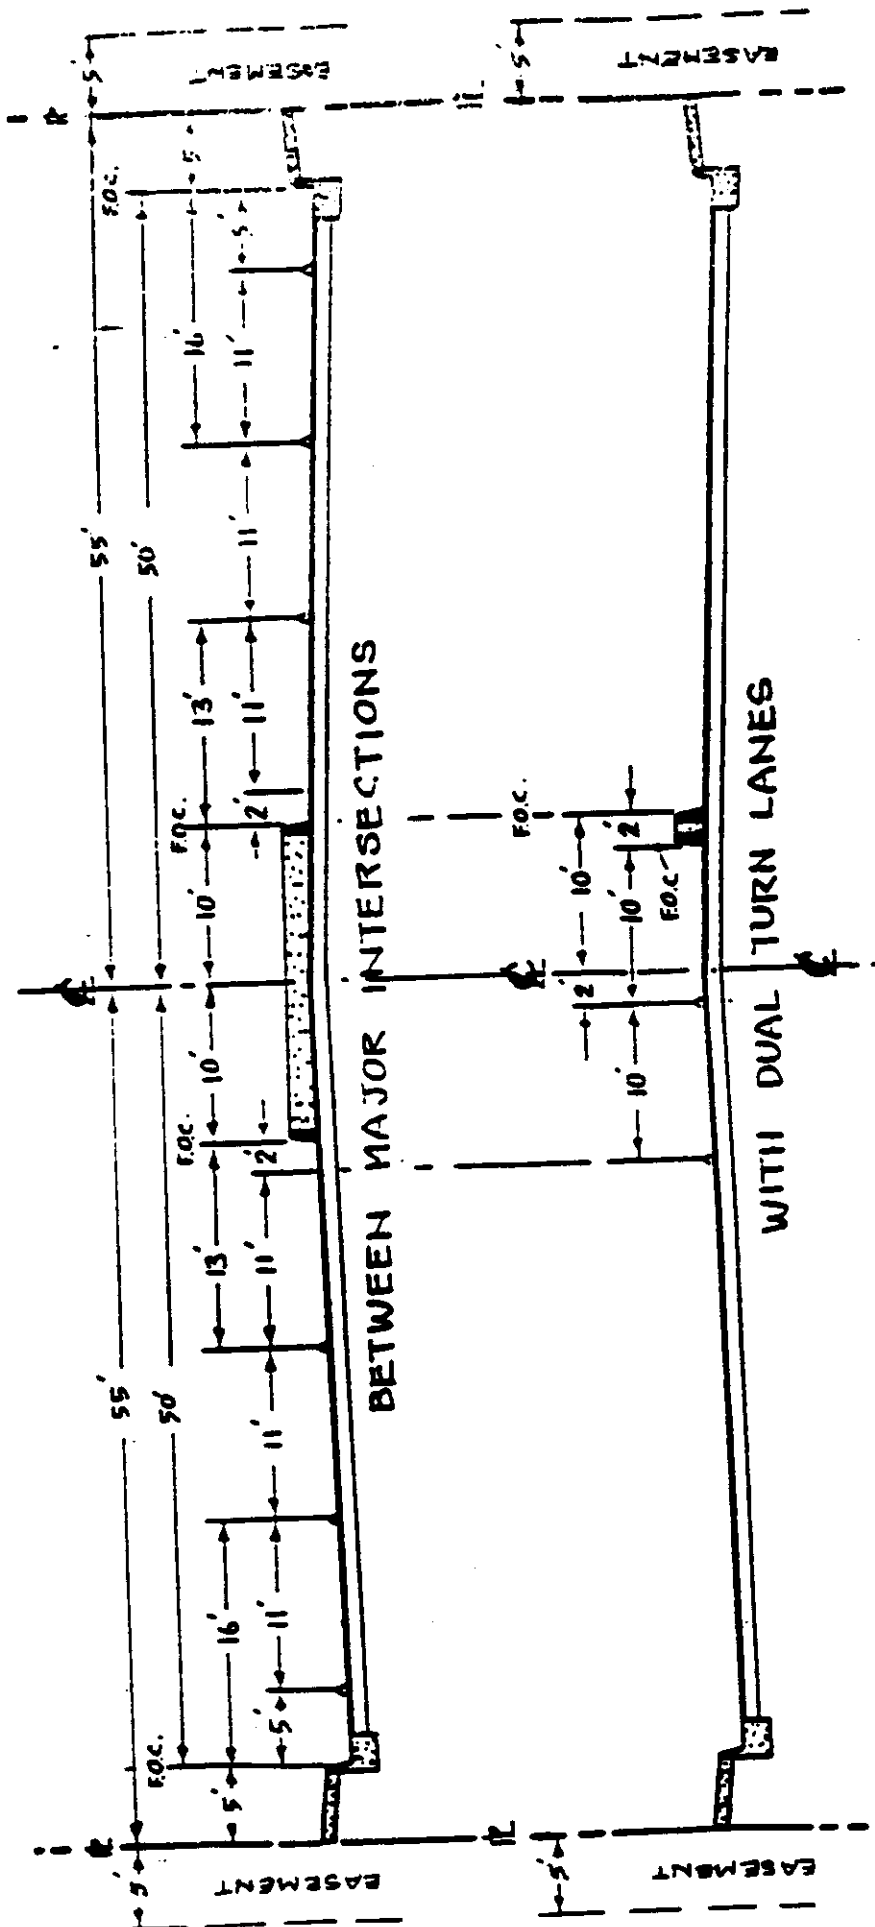 5' 55' 55' 5'
F.O.C. 50' 50' F.O.C.
F.O.C. F.O.C.
5' 16' 13' 10' 10' 13' 16' 5'
5' 11' 11' 11' 2' 2' 11' 11' 11' 5'
EASEMENT EASEMENT
BETWEEN MAJOR INTERSECTIONS
F.O.C.
5' 2' 10' 5'
10' 10' 2'
F.O.C
EASEMENT EASEMENT
WITH DUAL TURN LANES